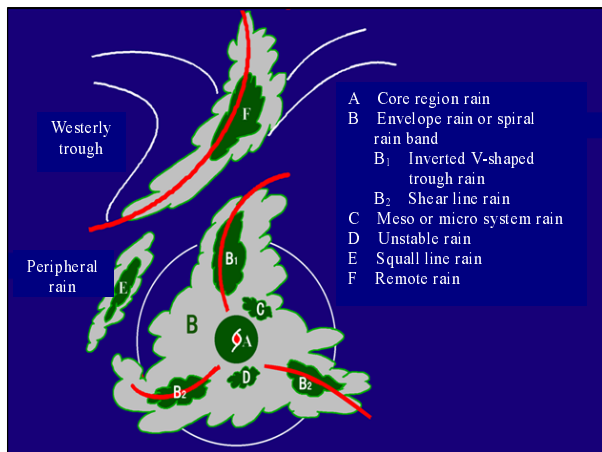 F
Westerly
trough
A Core region rain
B Envelope rain or spiral
rain band
B1 Inverted V-shaped
trough rain
B2 Shear line rain
C Meso or micro system rain
D Unstable rain
E Squall line rain
F Remote rain
Peripheral
rain
E
B1
C
B
A
D
B2
B2